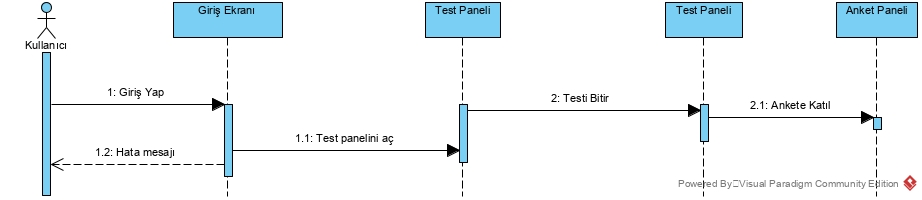 Giriş Ekranı
Test Paneli
Test Paneli
Anket Paneli
Kullanıcı
1: Giriş Yap
2: Testi Bitir
2.1: Ankete Katıl
1.1: Test panelini aç
1.2: Hata mesajı
Powered By Visual Paradigm Community Edition